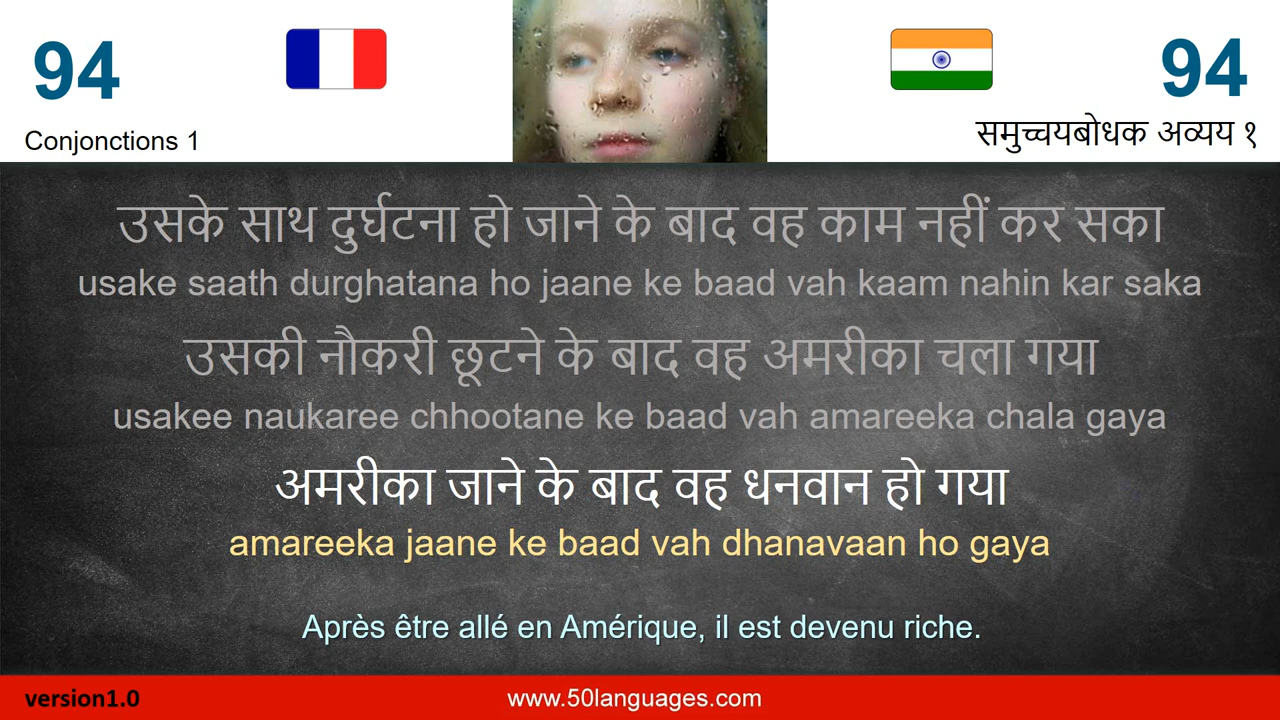 94
94
Conjonctions 1
समुच्चयबोधक अव्यय १
उसके साथ दुर्घटना हो जाने के बाद वह काम नहीं कर सका
usake saath durghatana ho jaane ke baad vah kaam nahin kar saka
उसकी नौकरी छूटने के बाद वह अमरीका चला गया
usakee naukaree chhootane ke baad vah amareeka chala gaya
अमरीका जाने के बाद वह धनवान हो गया
amareeka jaane ke baad vah dhanavaan ho gaya
Après être allé en Amérique, il est devenu riche.
version1.0
www.50languages.com